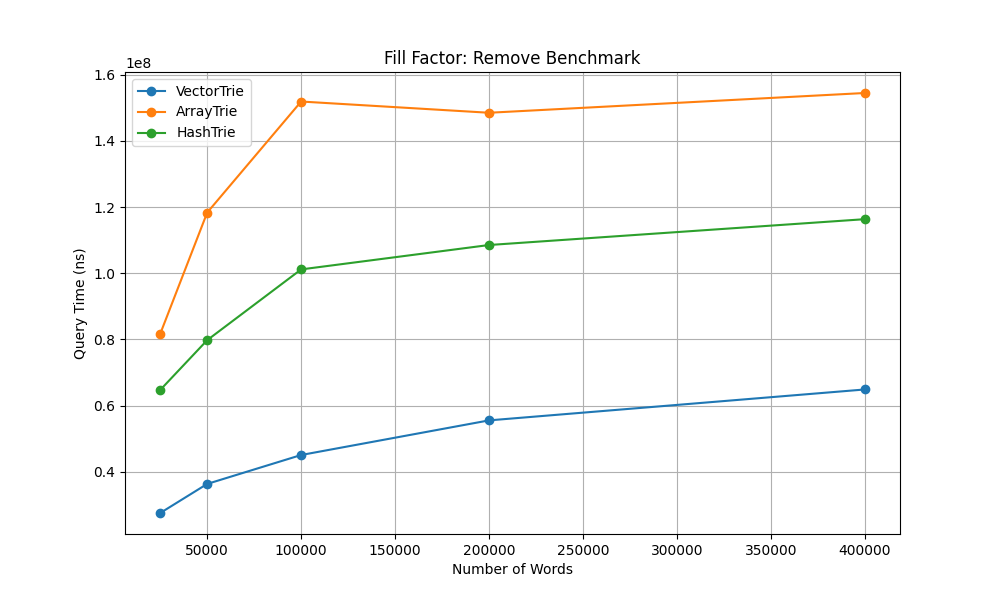 Fill Factor: Remove Benchmark
1e8
1.6
1.4
1.2
1.0
0.8
0.6
0.4
Query Time (ns)
VectorTrie
ArrayTrie
HashTrie
50000 100000 150000 200000 250000 300000 350000 400000
Number of Words